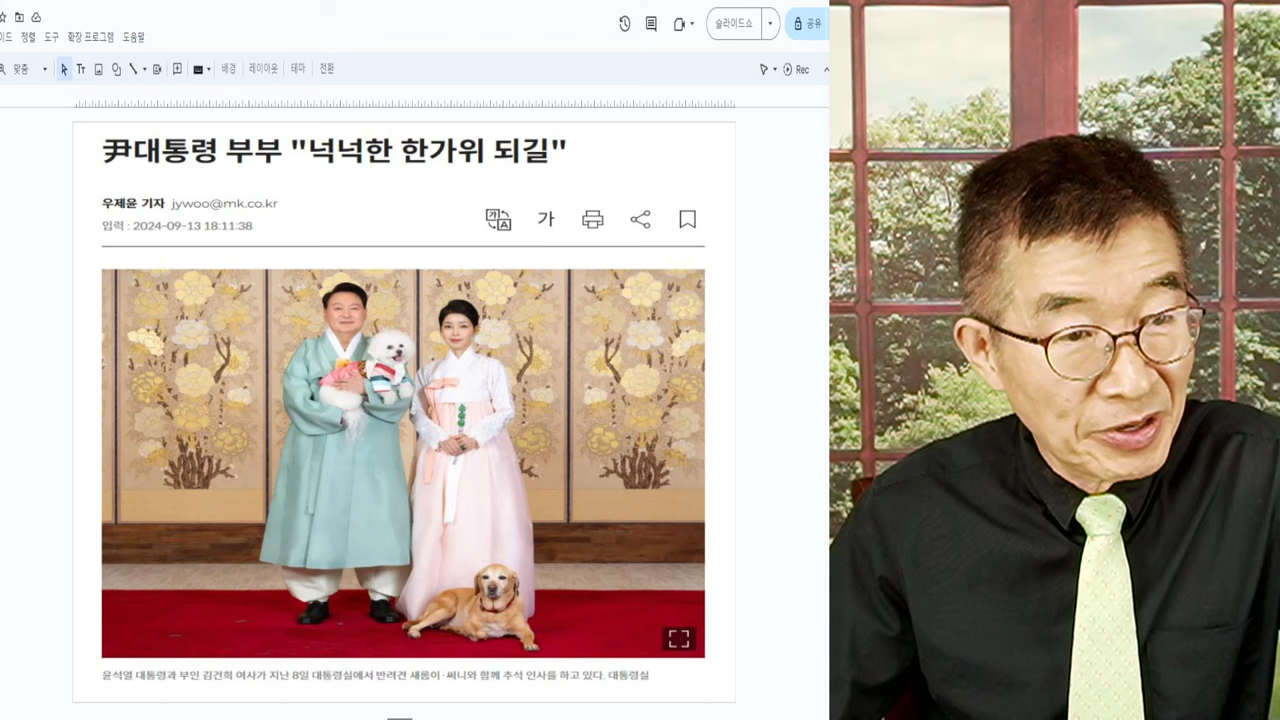 정렬 도구 확장 프로그램 도움말
슬라이드쇼
공유
맞춤
배경 레이아웃 테마 전환
Rec
尹대통령 부부 "넉넉한 한가위 되길"
우제윤 기자 jywoo@mk.co.kr
입력 : 2024-09-13 18:11:38
가
윤석열 대통령과 부인 김건희 여사가 지난 8일 대통령실에서 반려견 새롬이·써니와 함께 추석 인사를 하고 있다. 대통령실